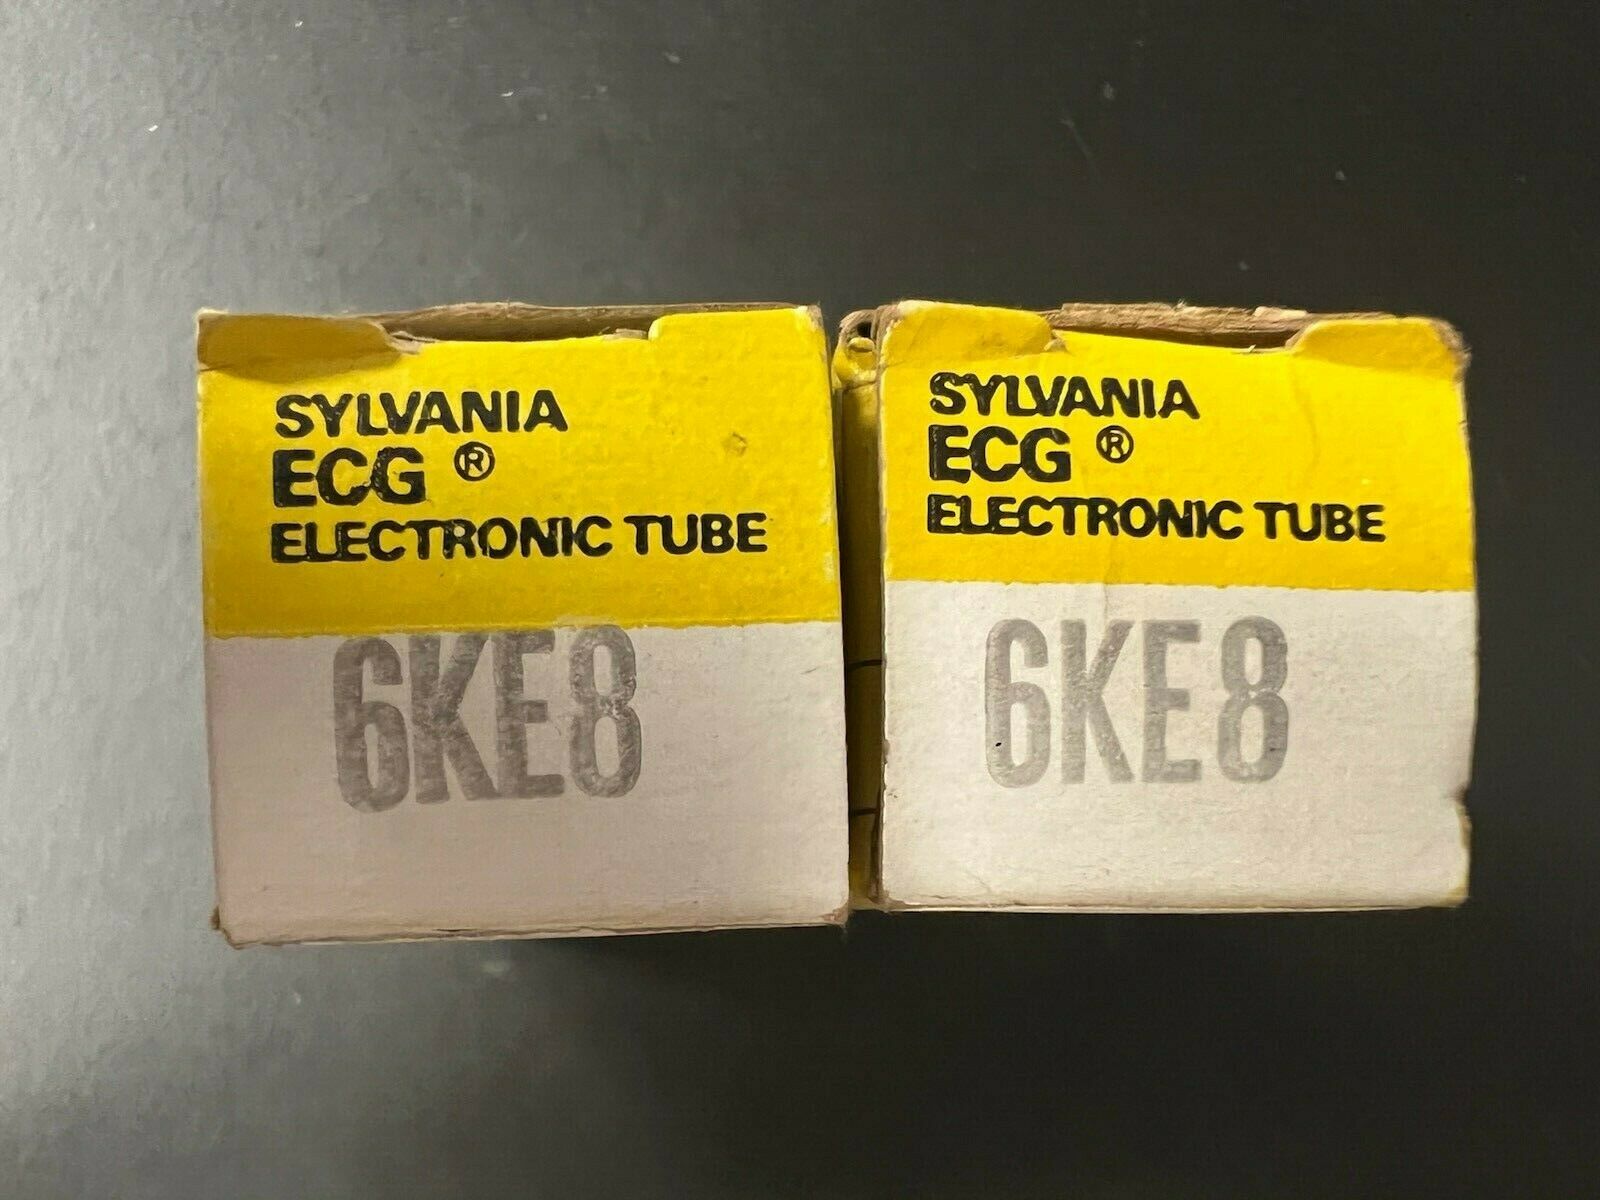 SYLVANIA
ECG ®
ELECTRONIC TUBE
6KE8
SYLVANIA
ECG ®
ELECTRONIC TUBE
6KE8